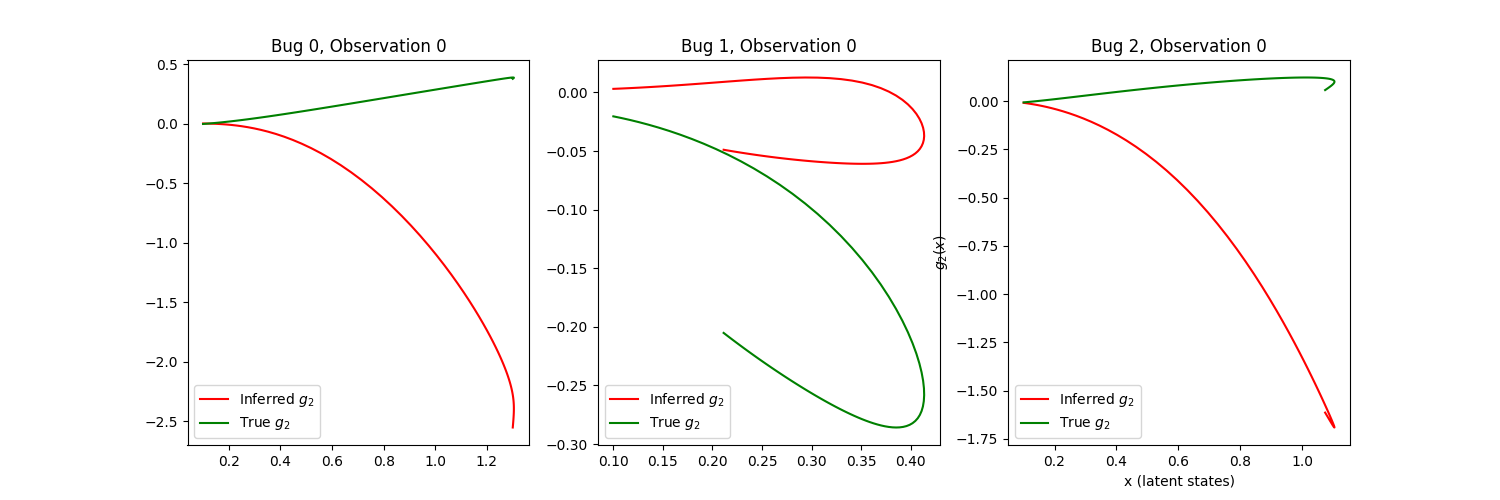 Bug 0, Observation 0
0.5
0.0
−0.5
−1.0
−1.5
−2.0
−2.5
0.2 0.4 0.6 0.8 1.0 1.2
Inferred g₂
True g₂
Bug 1, Observation 0
0.00
−0.05
−0.10
−0.15
−0.20
−0.25
−0.30
0.10 0.15 0.20 0.25 0.30 0.35 0.40
Inferred g₂
True g₂
Bug 2, Observation 0
g₂(x)
0.00
−0.25
−0.50
−0.75
−1.00
−1.25
−1.50
−1.75
0.2 0.4 0.6 0.8 1.0
x (latent states)
Inferred g₂
True g₂